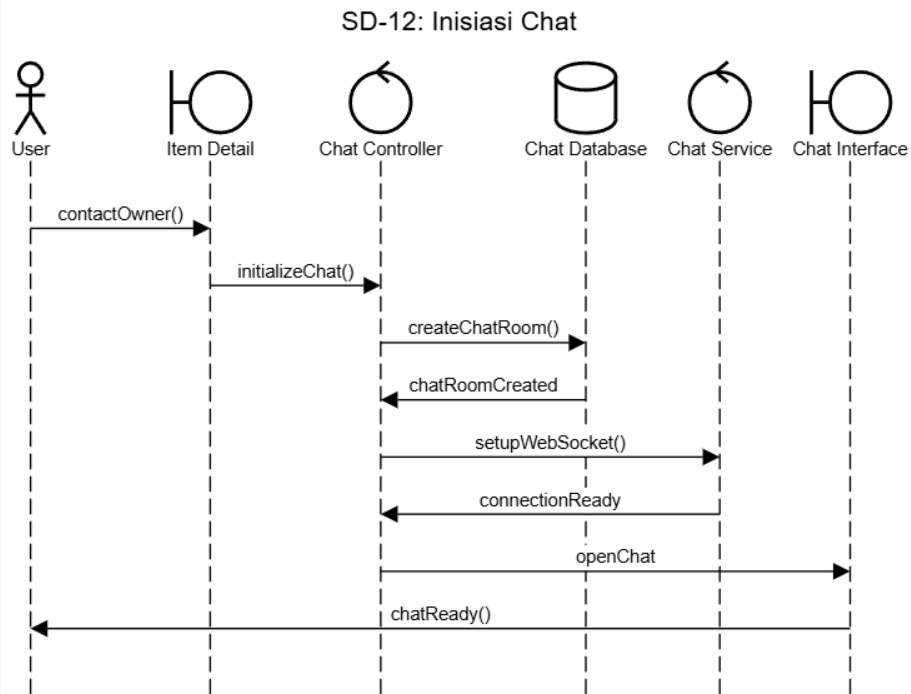 SD-12: Inisiasi Chat
User
Item Detail
Chat Controller
Chat Database
Chat Service
Chat Interface
contactOwner()
initializeChat()
createChatRoom()
chatRoomCreated
setupWebSocket()
connectionReady
openChat
chatReady()